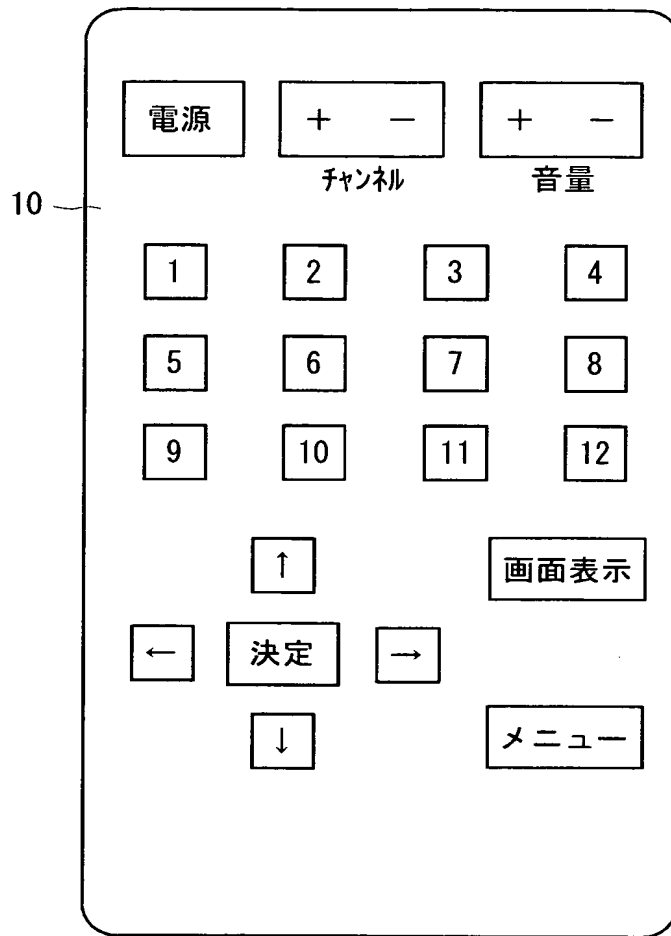 電源 + - + -
チャンネル 音量
10
1 2 3 4
5 6 7 8
9 10 11 12
↑ 画面表示
← 決定 →
↓ メニュー